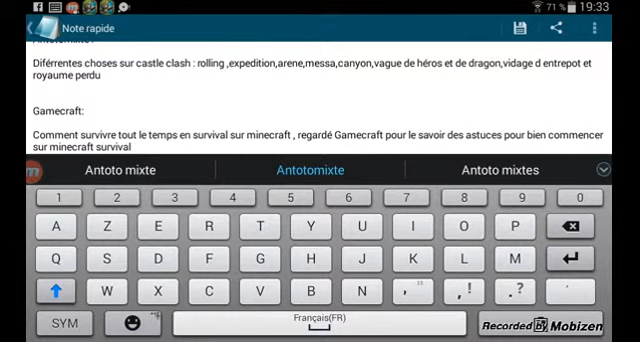 71 % 19:33
Note rapide
Antotomixte:
Diférrentes choses sur castle clash : rolling ,expedition,arene,messa,canyon,vague de héros et de dragon,vidage d entrepot et
royaume perdu
Gamecraft:
Comment survivre tout le temps en survival sur minecraft , regardé Gamecraft pour le savoir des astuces pour bien commencer
sur minecraft survival
Antoto mixte Antotomixte Antoto mixtes
1 2 3 4 5 6 7 8 9 0
A Z E R T Y U I O P
Q S D F G H J K L M
W X C V B N ' " , ! . ? '
SYM Français(FR) Recorded by Mobizen